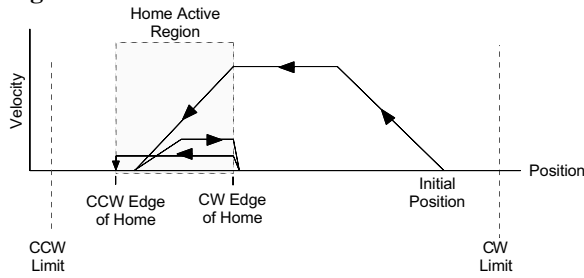 Home Active
Region
Velocity
Position
CCW Edge
of Home
CW Edge
of Home
Initial
Position
CCW
Limit
CW
Limit